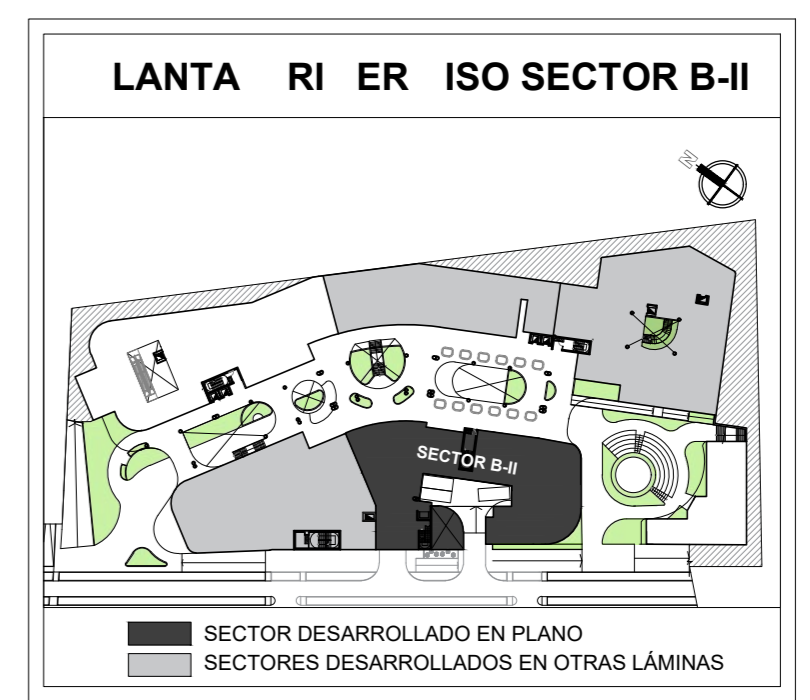 LANTA RI ER ISO SECTOR B-II
N
SECTOR B-II
SECTOR DESARROLLADO EN PLANO
SECTORES DESARROLLADOS EN OTRAS LÁMINAS